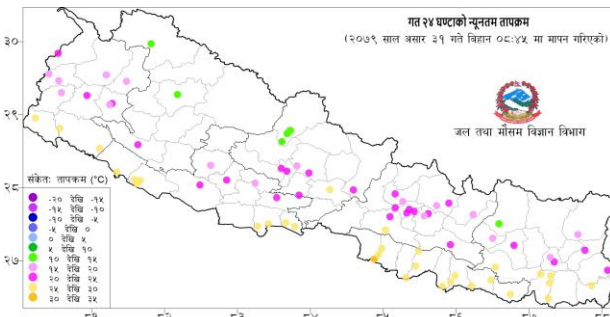 गत २४ घण्टाको न्यूनतम तापक्रम
(२०७९ साल असार ३१ गते बिहान ०८:४५ मा मापन गरिएको)
जल तथा मौसम विज्ञान विभाग
३०
२९
२८
२७
संकेतः तापक्रम (°C)
-२० देखि -१५
-१५ देखि -१०
-१० देखि -५
-५ देखि ०
० देखि ५
५ देखि १०
१० देखि १५
१५ देखि २०
२० देखि २५
२५ देखि ३०
३० देखि ३५